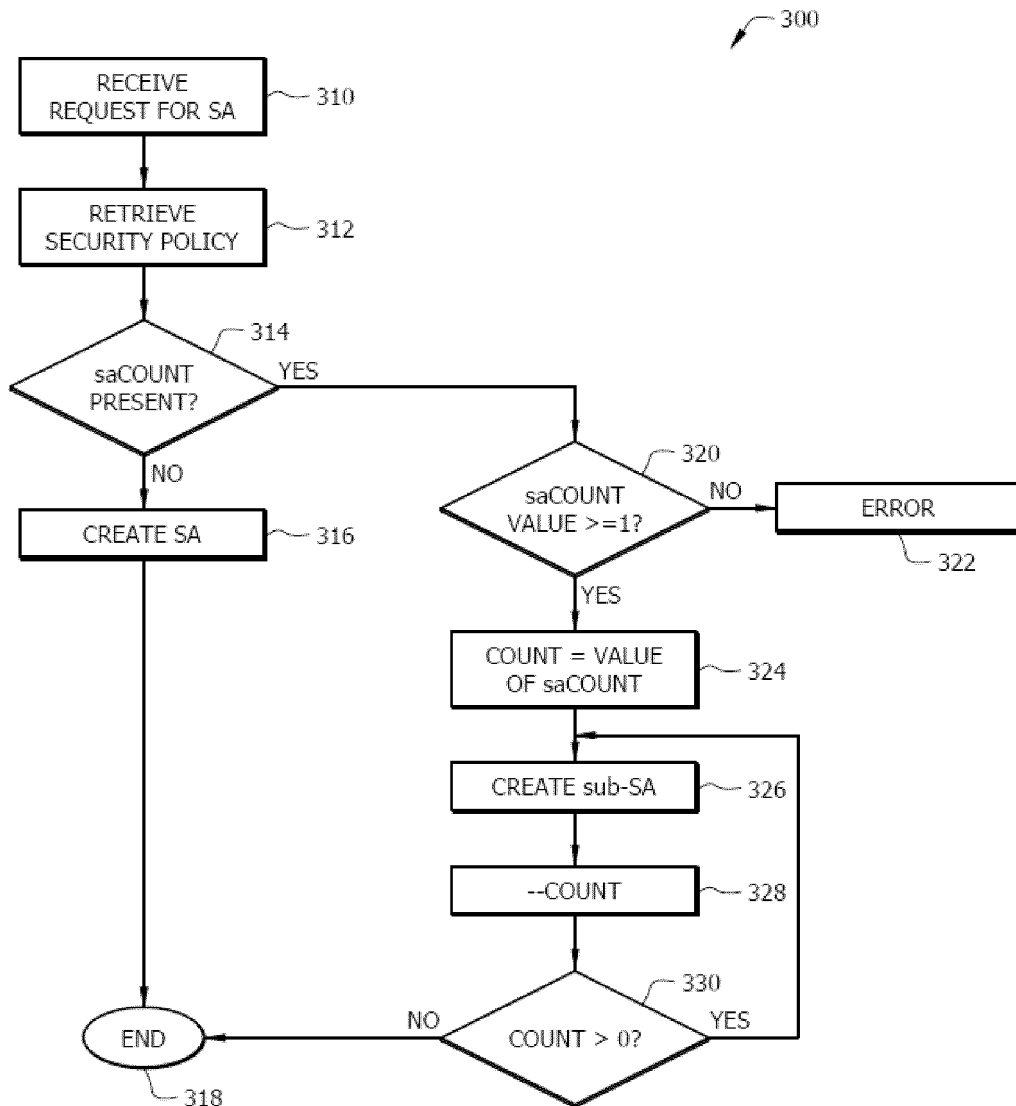 300
RECEIVE
REQUEST FOR SA
310
RETRIEVE
SECURITY POLICY
312
314
saCOUNT
PRESENT?
YES
NO
320
saCOUNT
VALUE >=1?
NO
ERROR
322
CREATE SA
316
YES
COUNT = VALUE
OF saCOUNT
324
CREATE sub-SA
326
--COUNT
328
330
COUNT > 0?
NO
YES
END
318